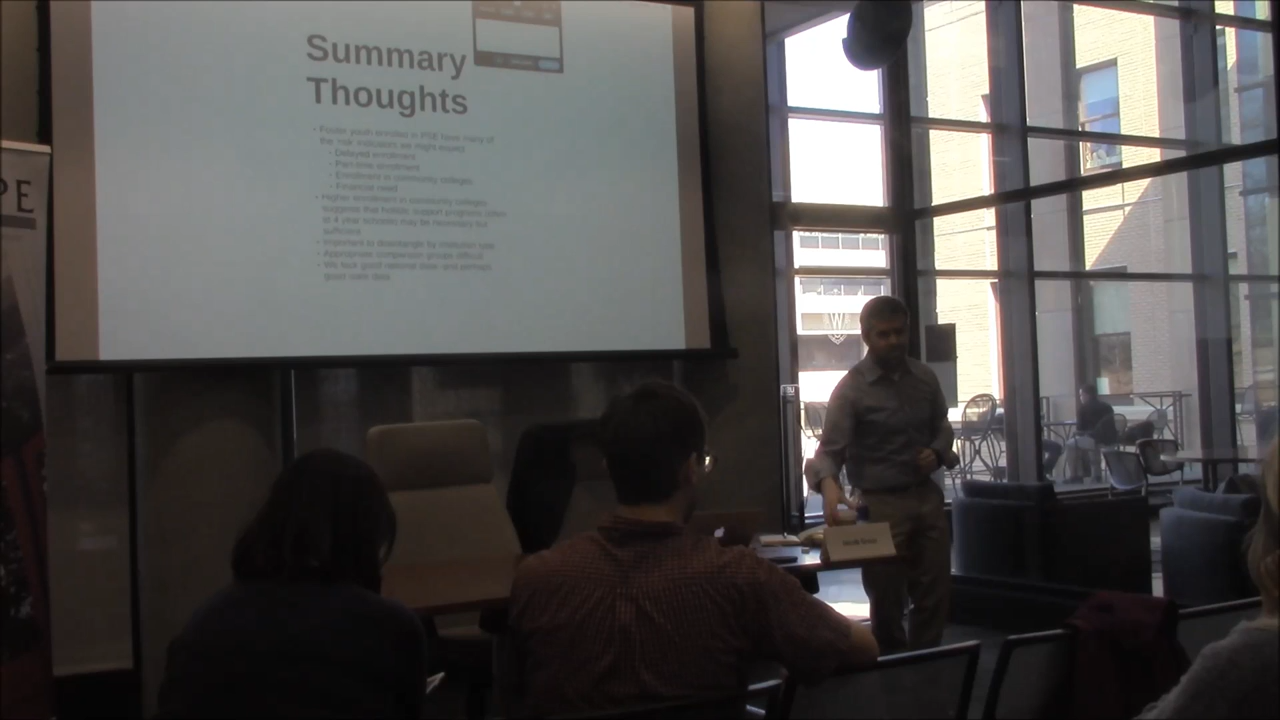 Summary
Thoughts
• Foster youth enrolled in PSE have many of
the risk indicators we might expect
• Delayed enrollment
• Part-time enrollment
• Enrollment in community colleges
• Financial need
• Higher enrollment in community colleges
suggests that holistic support programs
at 4 year schools) may be necessary but
sufficient
• Important to disentangle by institution type
• Appropriate comparison groups difficult
• We lack good national data and perhaps
good state data
PE
W